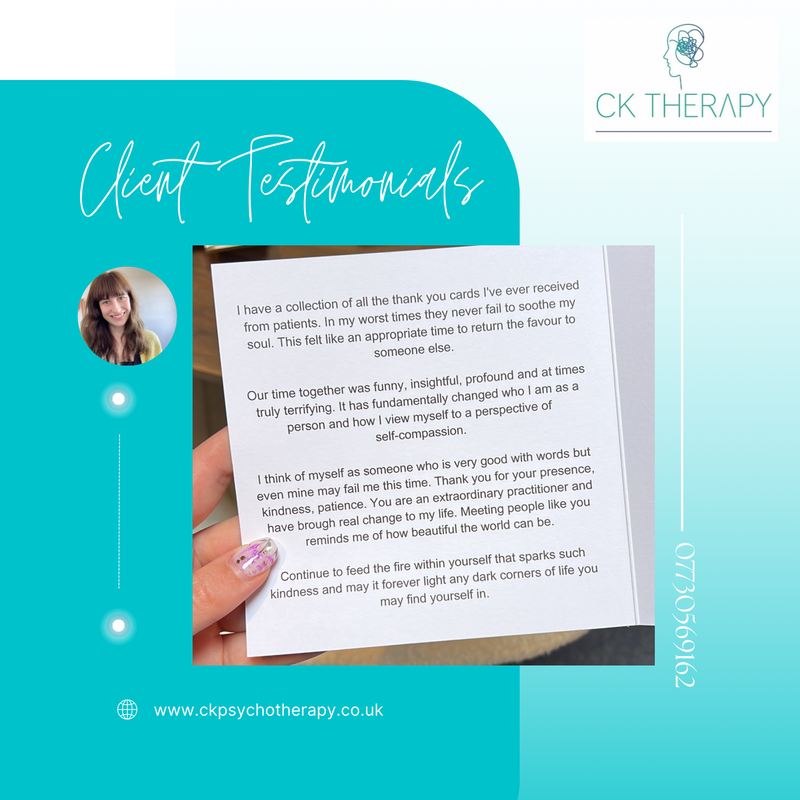 CK THERAPY
Client Testimonials
I have a collection of all the thank you cards I've ever received
from patients. In my worst times they never fail to soothe my
soul. This felt like an appropriate time to return the favour to
someone else.
Our time together was funny, insightful, profound and at times
truly terrifying. It has fundamentally changed who I am as a
person and how I view myself to a perspective of
self-compassion.
I think of myself as someone who is very good with words but
even mine may fail me this time. Thank you for your presence,
kindness, patience. You are an extraordinary practitioner and
have brough real change to my life. Meeting people like you
reminds me of how beautiful the world can be.
Continue to feed the fire within yourself that sparks such
kindness and may it forever light any dark corners of life you
may find yourself in.
07730569162
www.ckpsychotherapy.co.uk